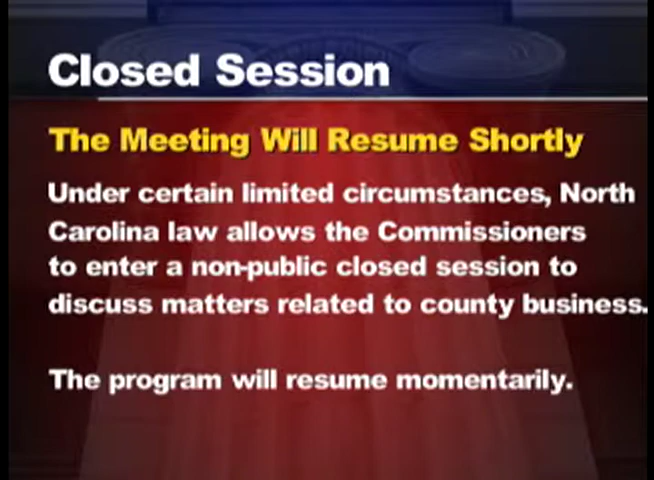 Closed Session
The Meeting Will Resume Shortly
Under certain limited circumstances, North
Carolina law allows the Commissioners
to enter a non-public closed session to
discuss matters related to county business.
The program will resume momentarily.